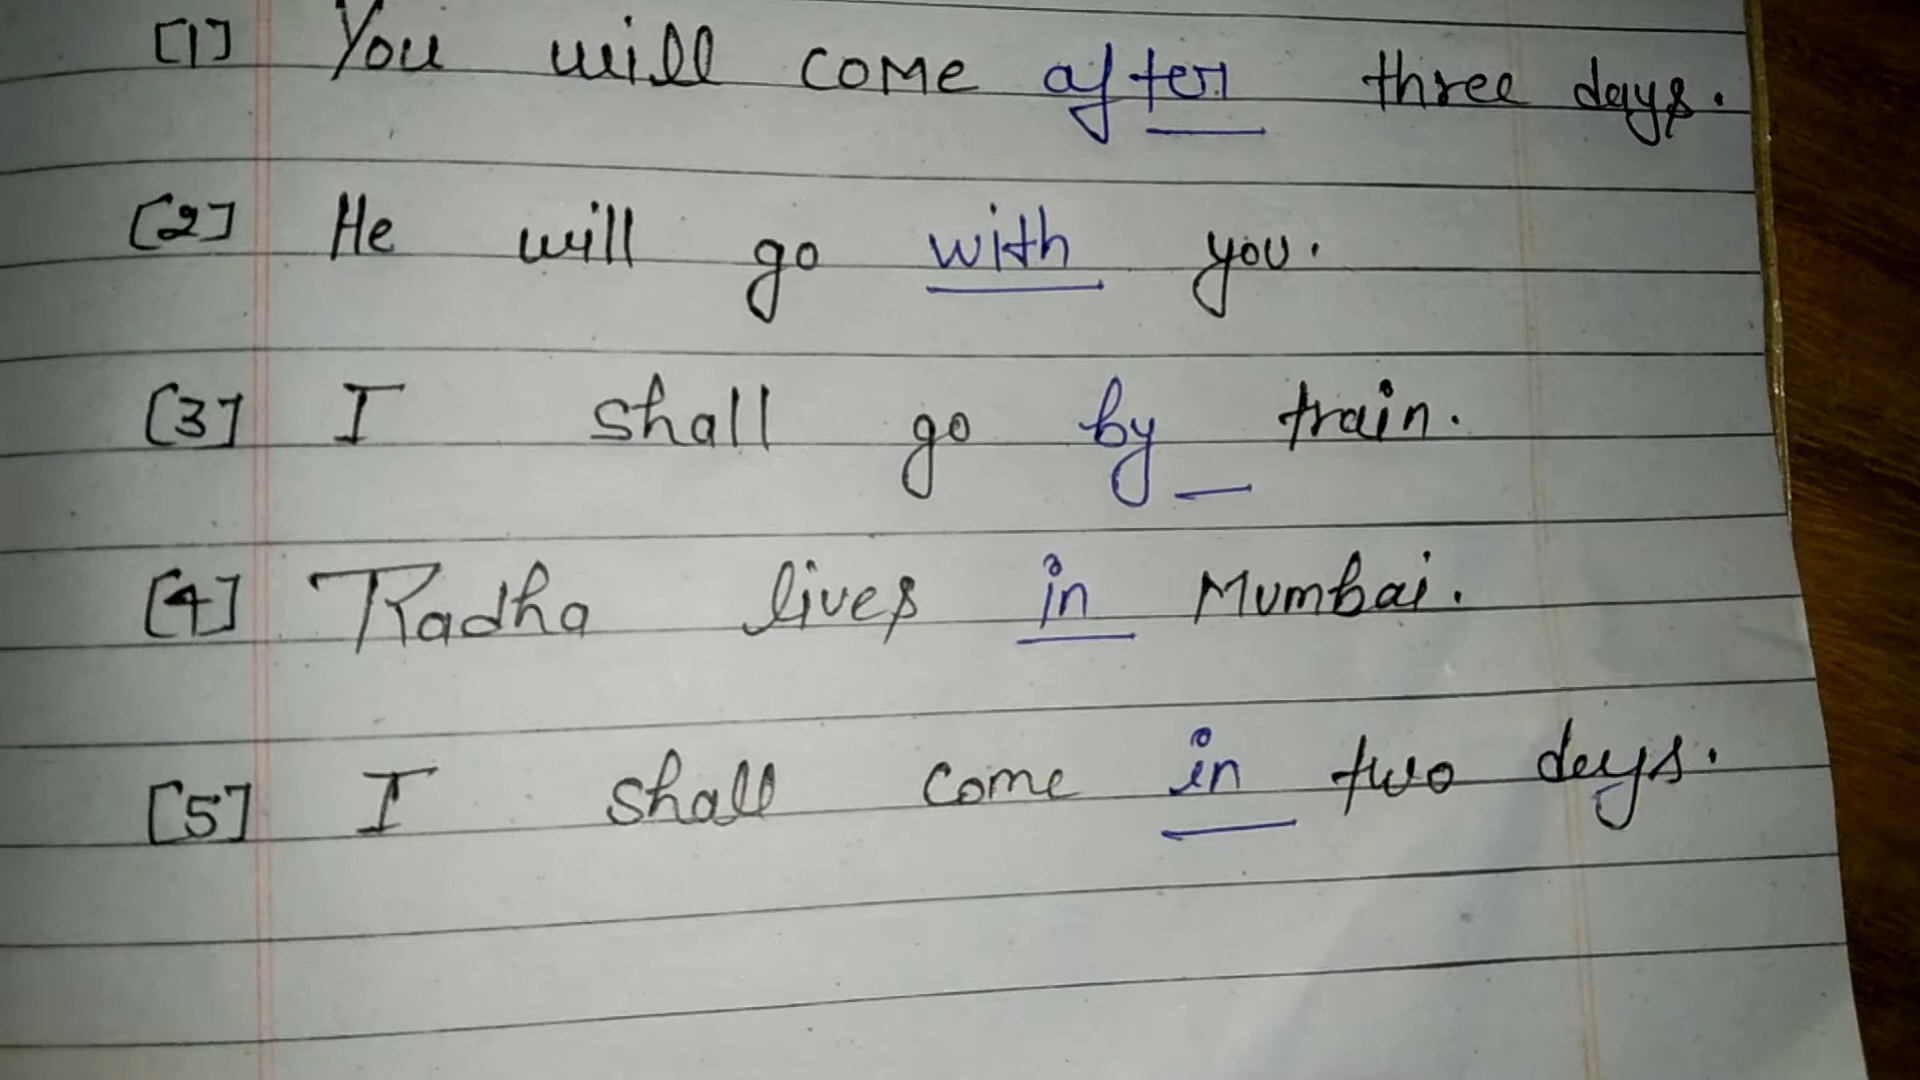 [1] You will come after three days.
[2] He will go with you.
[3] I shall go by train.
[4] Radha lives in Mumbai.
[5] I shall come in two days.